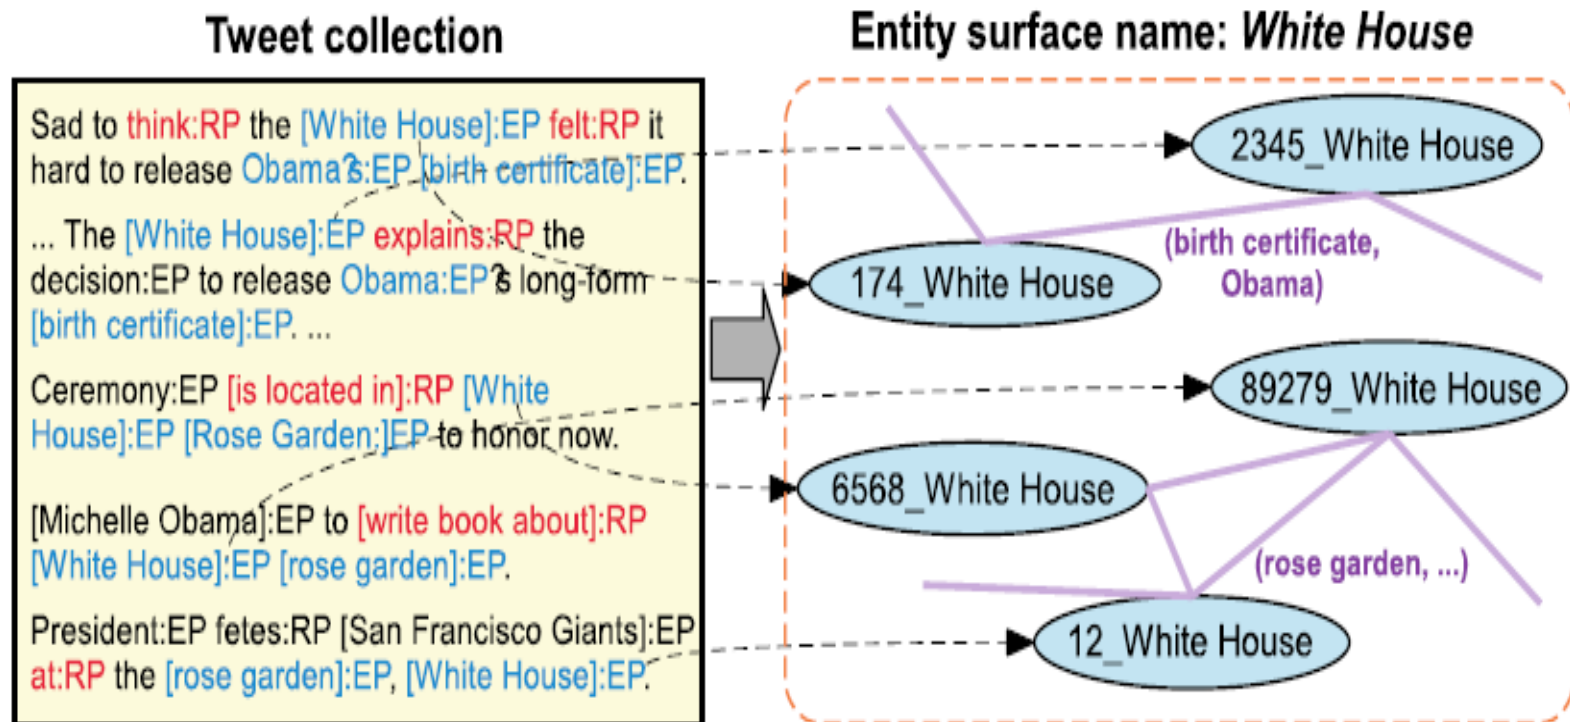 Tweet collection
Sad to think:RP the [White House]:EP felt:RP it
hard to release Obama?s:EP [birth certificate]:EP.
... The [White House]:EP explains:RP the
decision:EP to release Obama:EP?s long-form
[birth certificate]:EP. ...
Ceremony:EP [is located in]:RP [White
House]:EP [Rose Garden:]EP to honor now.
[Michelle Obama]:EP to [write book about]:RP
[White House]:EP [rose garden]:EP.
President:EP fetes:RP [San Francisco Giants]:EP
at:RP the [rose garden]:EP, [White House]:EP.
Entity surface name: White House
2345_White House
(birth certificate,
Obama)
174_White House
89279_White House
6568_White House
(rose garden, ...)
12_White House